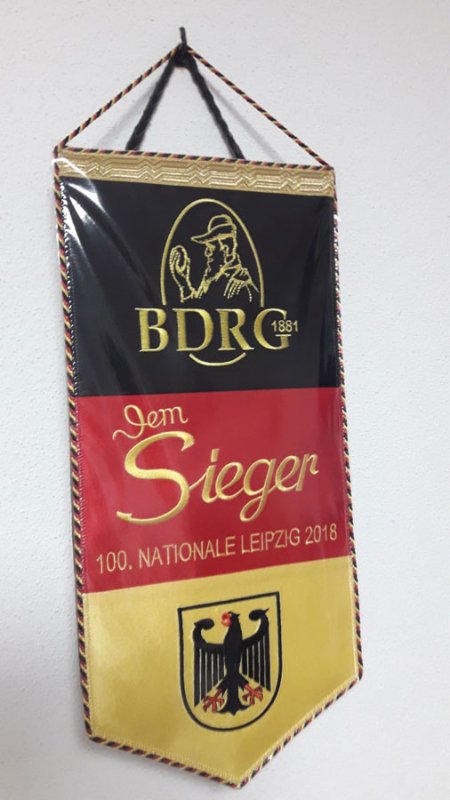 BDRG 1881
Dem
Sieger
100. NATIONALE LEIPZIG 2018